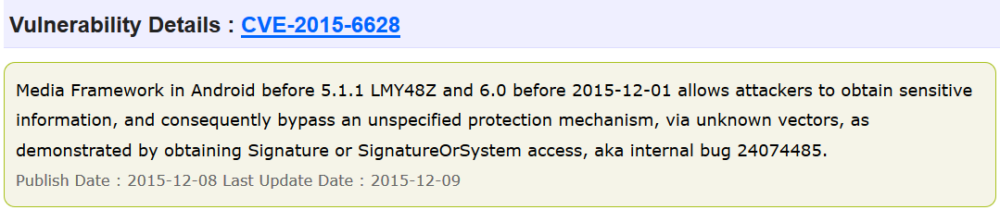 Vulnerability Details : CVE-2015-6628
Media Framework in Android before 5.1.1 LMY48Z and 6.0 before 2015-12-01 allows attackers to obtain sensitive
information, and consequently bypass an unspecified protection mechanism, via unknown vectors, as
demonstrated by obtaining Signature or SignatureOrSystem access, aka internal bug 24074485.
Publish Date : 2015-12-08 Last Update Date : 2015-12-09